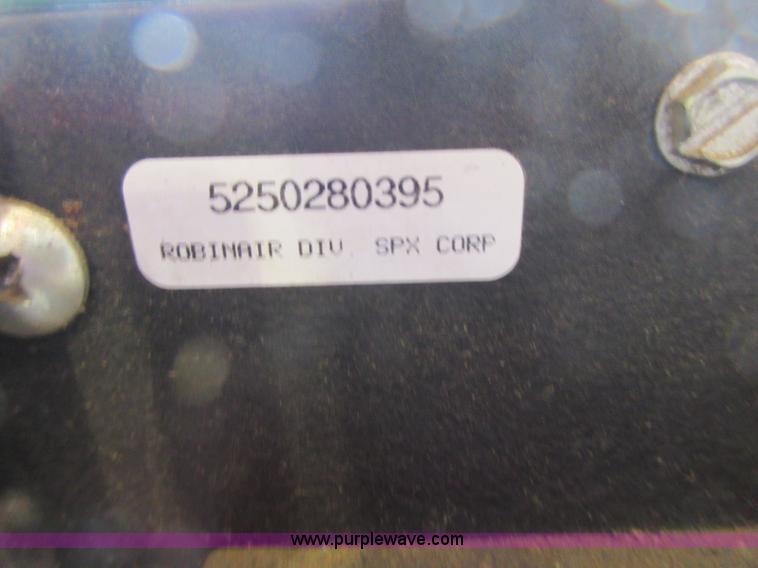 5250280395
ROBINAIR DIV. SPX CORP
www.purplewave.com